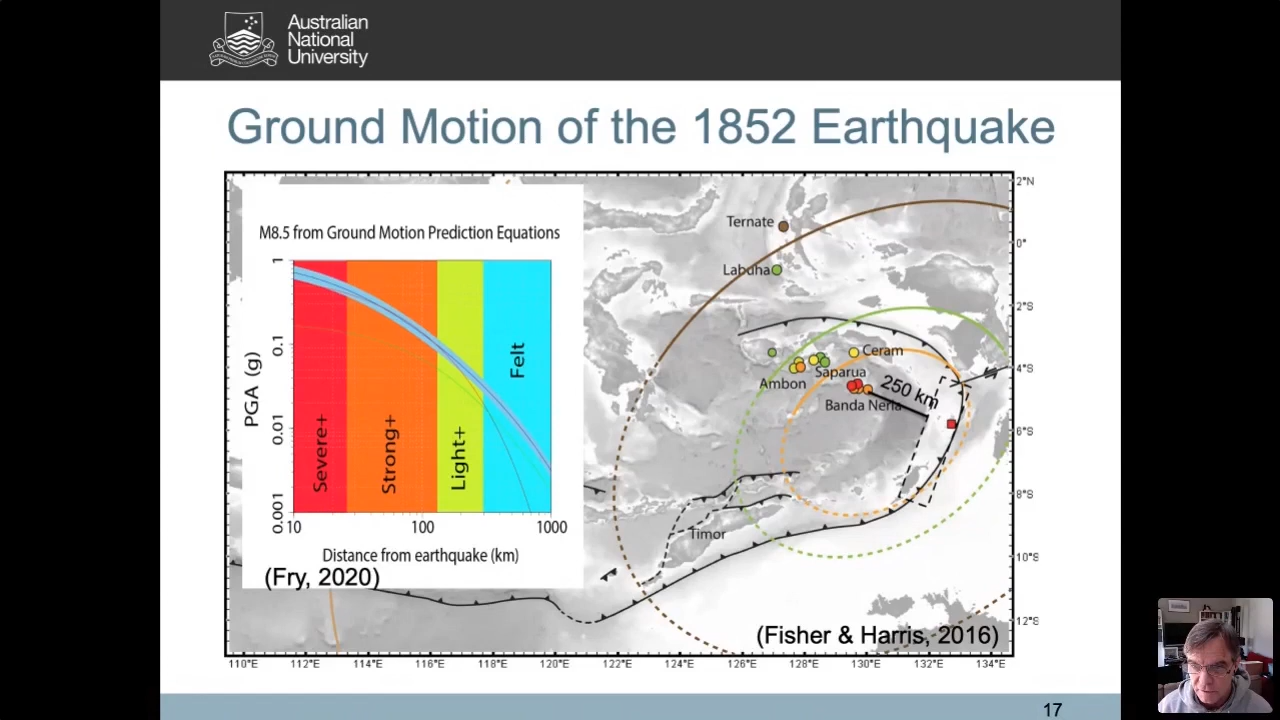 Australian
National
University
Ground Motion of the 1852 Earthquake
M8.5 from Ground Motion Prediction Equations
PGA (g)
1
0.1
0.01
0.001
Severe+
Strong+
Light+
Felt
10
100
1000
Distance from earthquake (km)
(Fry, 2020)
Ternate
Labuha
Ceram
Saparua
Ambon
Banda Neria
250 km
Timor
(Fisher & Harris, 2016)
2°N
0°
2°S
4°S
6°S
8°S
10°S
12°S
110°E 112°E 114°E 116°E 118°E 120°E 122°E 124°E 126°E 128°E 130°E 132°E 134°E
17